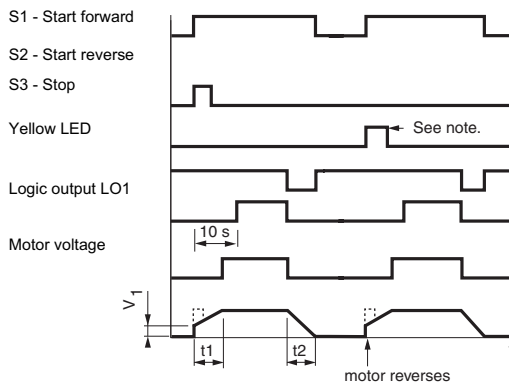 S1 - Start forward
S2 - Start reverse
S3 - Stop
Yellow LED
See note.
Logic output LO1
10 s
Motor voltage
V1
t1
t2
motor reverses